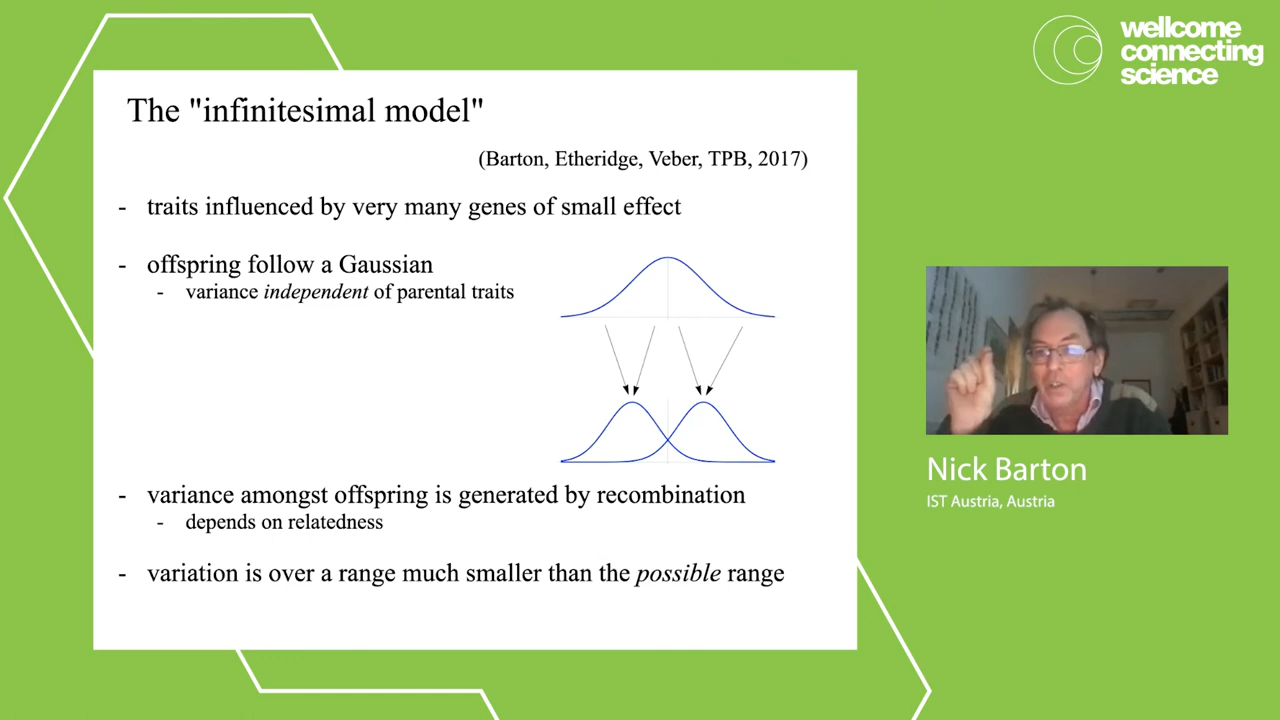 wellcome
connecting
science
The "infinitesimal model"
(Barton, Etheridge, Veber, TPB, 2017)
- traits influenced by very many genes of small effect
- offspring follow a Gaussian
- variance independent of parental traits
- variance amongst offspring is generated by recombination
- depends on relatedness
- variation is over a range much smaller than the possible range
Nick Barton
IST Austria, Austria